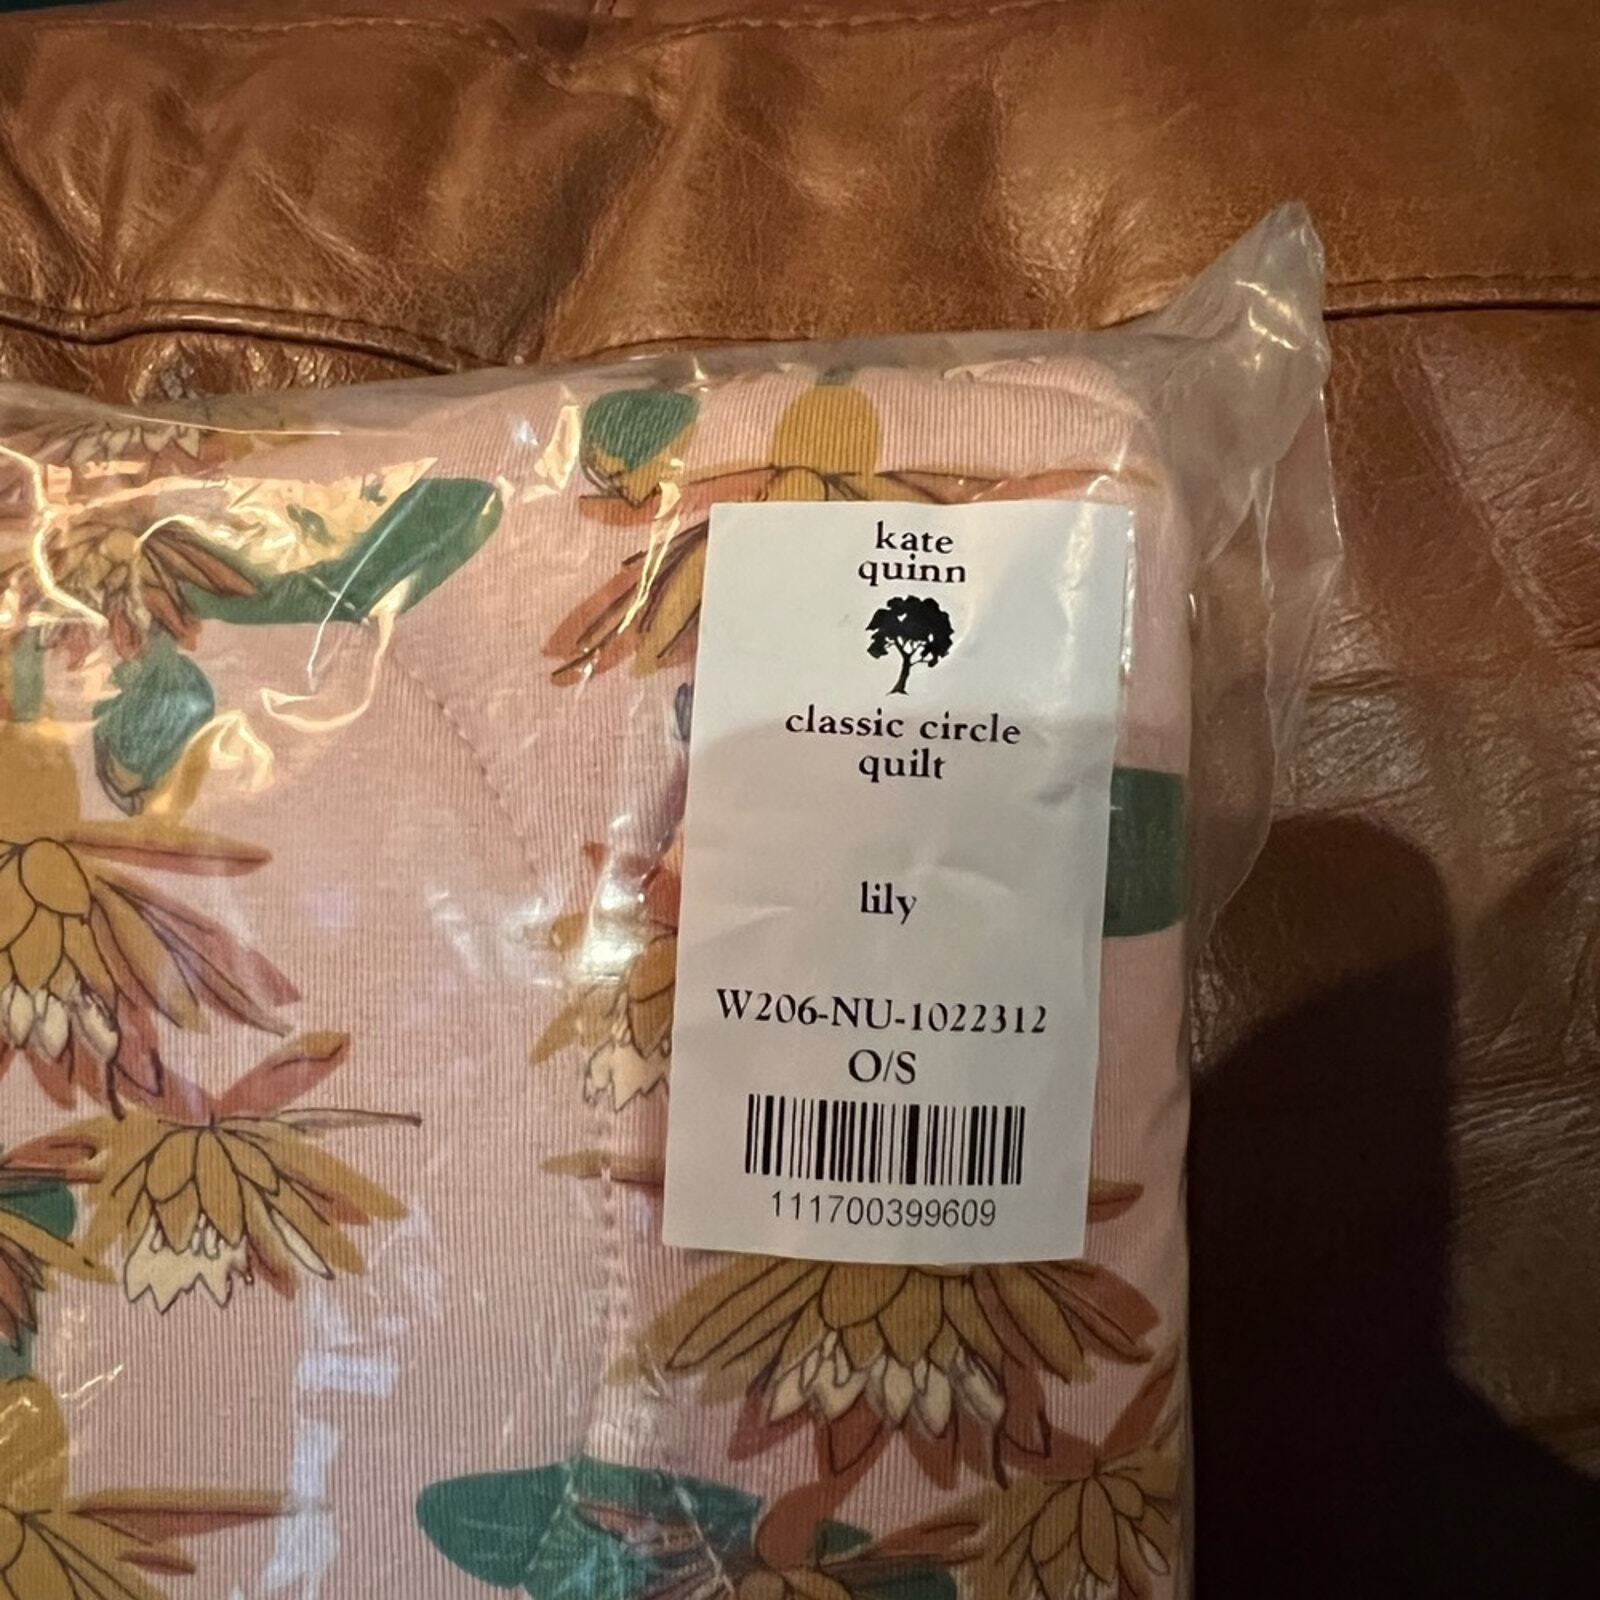 kate
quinn
classic circle
quilt
lily
W206-NU-1022312
O/S
111700399609